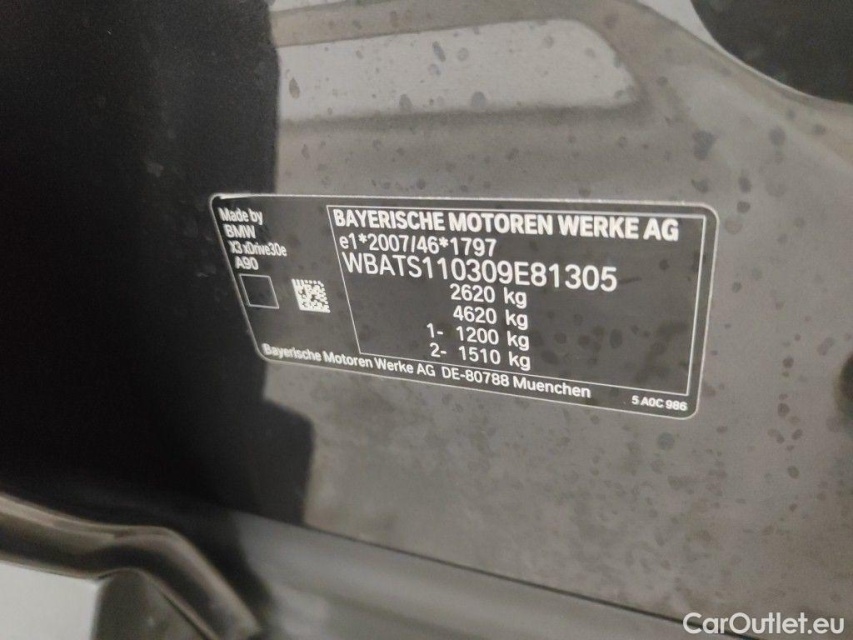 Made by
BMW
X3 xDrive30e
A90
BAYERISCHE MOTOREN WERKE AG
e1*2007/46*1797
WBATS110309E81305
2620 kg
4620 kg
1- 1200 kg
2- 1510 kg
Bayerische Motoren Werke AG DE-80788 Muenchen
5 A0C 986
CarOutlet.eu